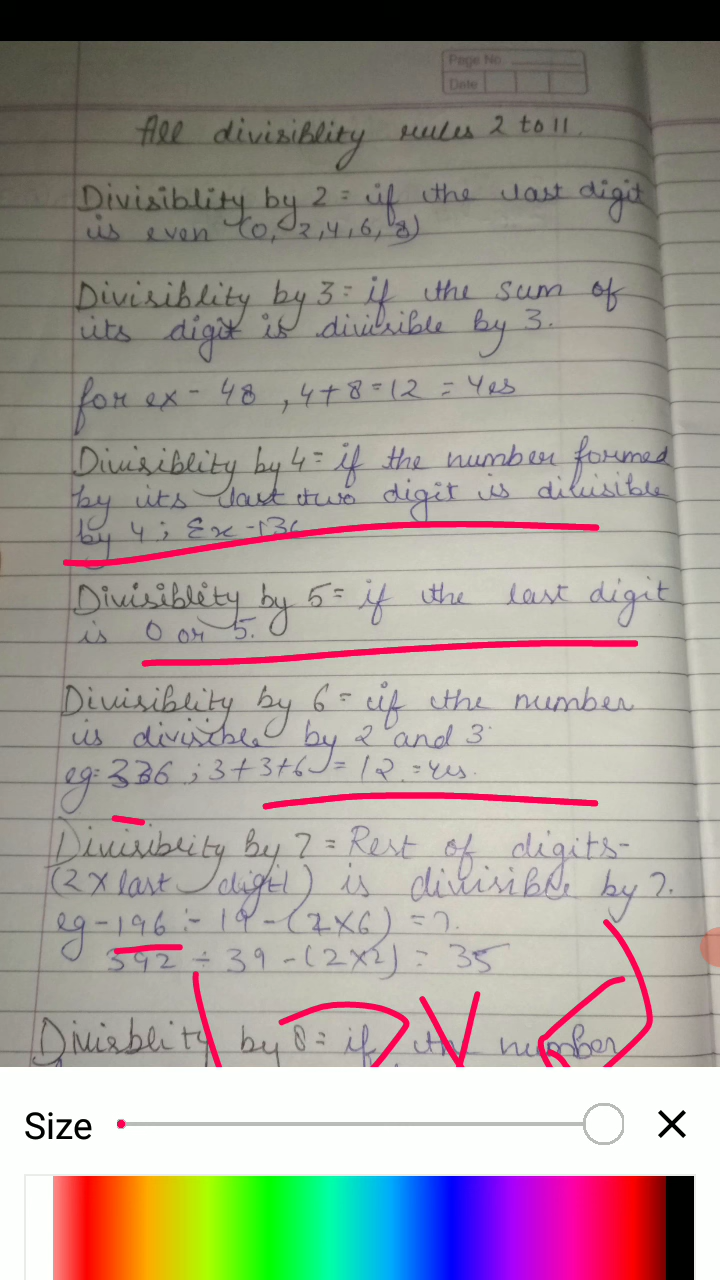 Page No.
Date
All divisiblity rules 2 to 11.
Divisiblity by 2 = if the last digit
is even (0, 2, 4, 6, 8)
Divisiblity by 3 = if the sum of
its digit is divisible by 3.
for ex - 48 , 4+8=12 = Yes
Divisiblity by 4 = if the number formed
by its last two digit is divisible
by 4 ; Ex - 136
Divisiblity by 5 = if the last digit
is 0 or 5.
Divisiblity by 6 = if the number
is divisible by 2 and 3.
eg = 336 ; 3+3+6 = 12 = Yes.
Divisiblity by 7 = Rest of digits -
(2 x last digit) is divisible by 7.
eg - 196 :- 19 - (2x6) = 7.
392 ÷ 39 - (2x2) = 35
Divisblity by 8 = if the number
Size